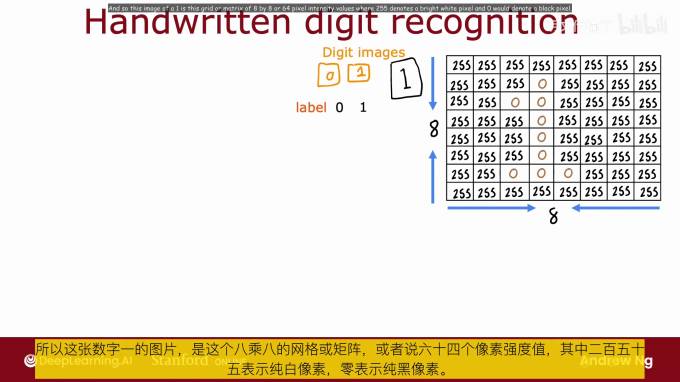 And so this image of a 1 is this grid or matrix of 8 by 8 or 64 pixel intensity values where 255 denotes a bright white pixel and 0 would denote a black pixel.
Handwritten digit recognition
bilibili
Digit images
0 1
1
label 0 1
8
255 255 255 255 255 255 255 255
255 255 255 0 255 255 255 255
255 255 0 0 255 255 255 255
255 255 255 0 255 255 255 255
255 255 255 0 255 255 255 255
255 255 255 0 255 255 255 255
255 255 0 0 0 255 255 255
255 255 255 255 255 255 255 255
8
DeepLearning.AI Stanford ONLINE Andrew Ng
所以这张数字一的图片，是这个八乘八的网格或矩阵，或者说六十四个像素强度值，其中二百五十
五表示纯白像素，零表示纯黑像素。